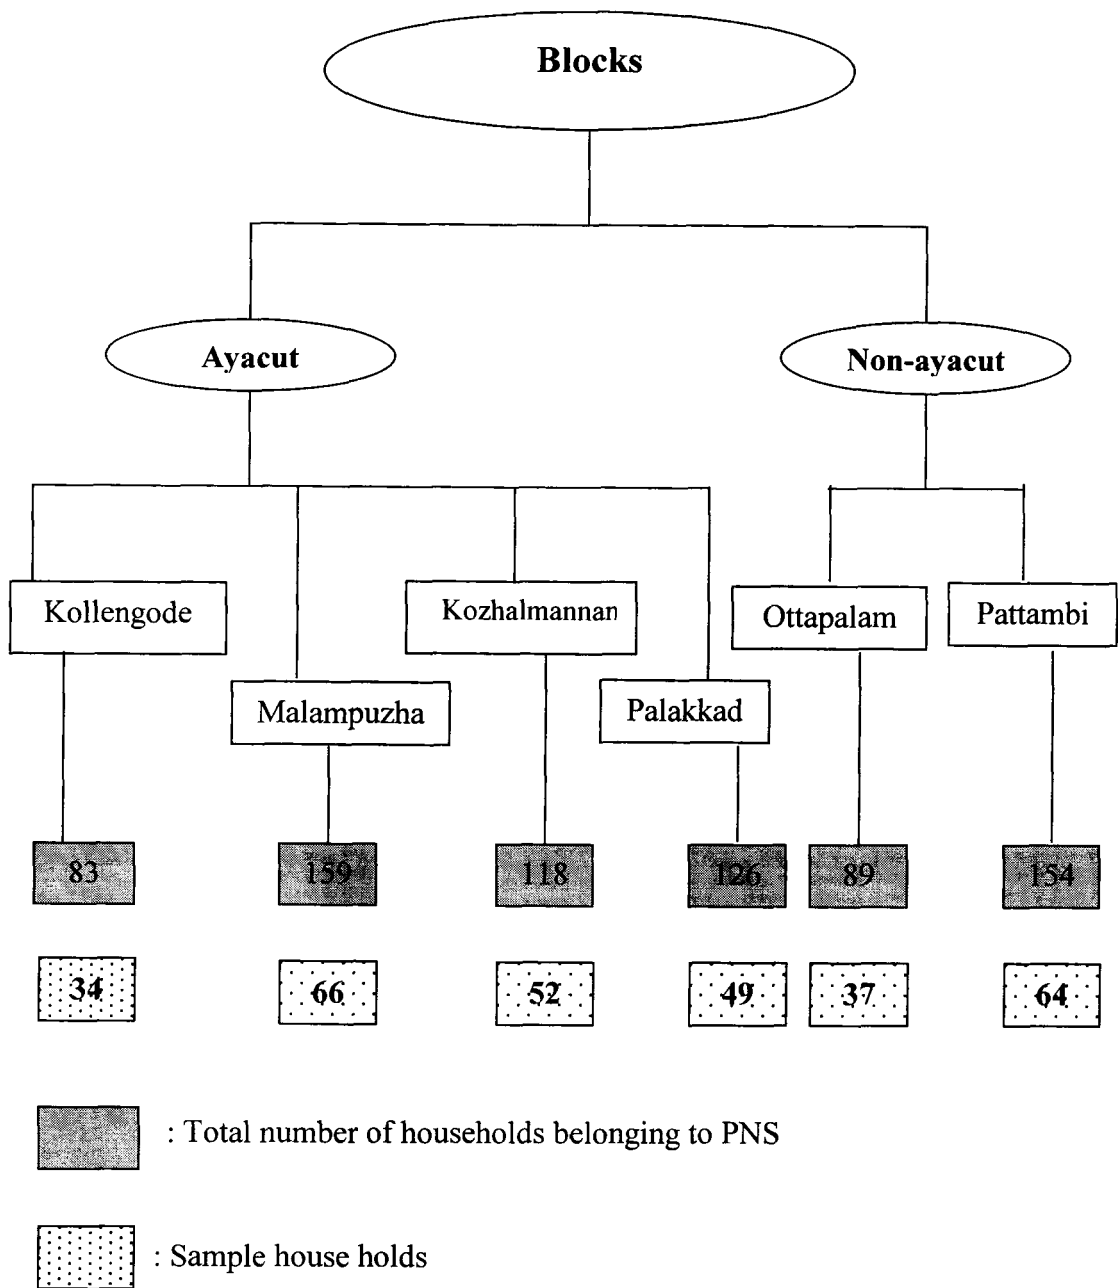 Blocks
Ayacut
Non-ayacut
Kollengode
Kozhalmannan
Ottapalam
Pattambi
Malampuzha
Palakkad
83
159
118
126
89
154
34
66
52
49
37
64
: Total number of households belonging to PNS
: Sample house holds